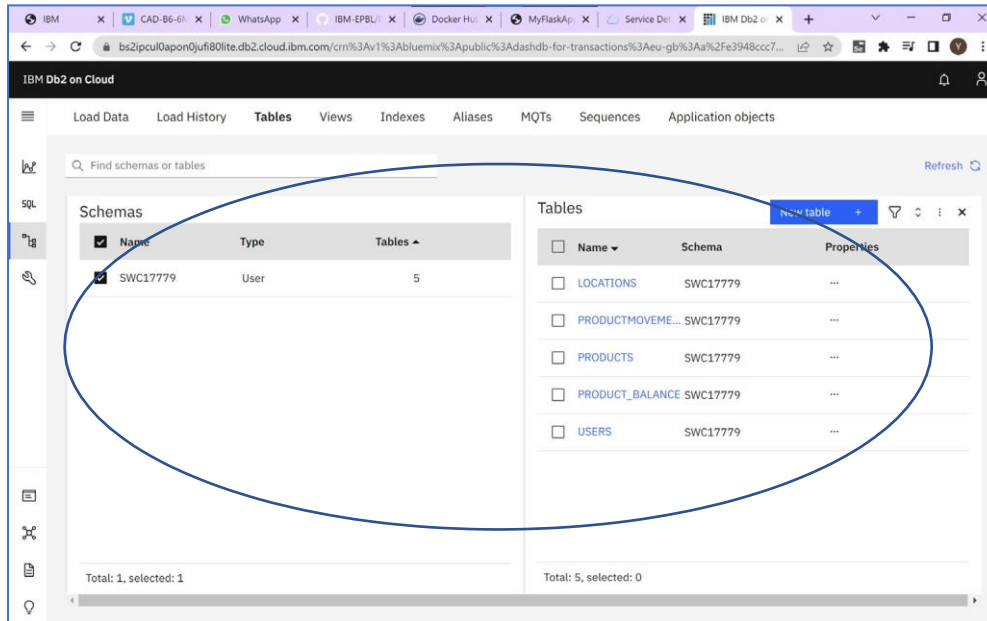 IBM
CAD-B6-6N
WhatsApp
IBM-EPBL/I
Docker Hub
MyFlaskAp
Service Det
IBM Db2 on
bs2ipcul0apon0jufi80lite.db2.cloud.ibm.com/crn%3Av1%3Abluemix%3Apublic%3Adashdb-for-transactions%3Aeu-gb%3Aa%2Fe3948ccc7...
IBM Db2 on Cloud
Load Data Load History Tables Views Indexes Aliases MQTs Sequences Application objects
Find schemas or tables
Refresh
SQL
Schemas
Name Type Tables
SWC17779 User 5
Total: 1, selected: 1
Tables
New table +
Name Schema Properties
LOCATIONS SWC17779 ...
PRODUCTMOVEME... SWC17779 ...
PRODUCTS SWC17779 ...
PRODUCT_BALANCE SWC17779 ...
USERS SWC17779 ...
Total: 5, selected: 0